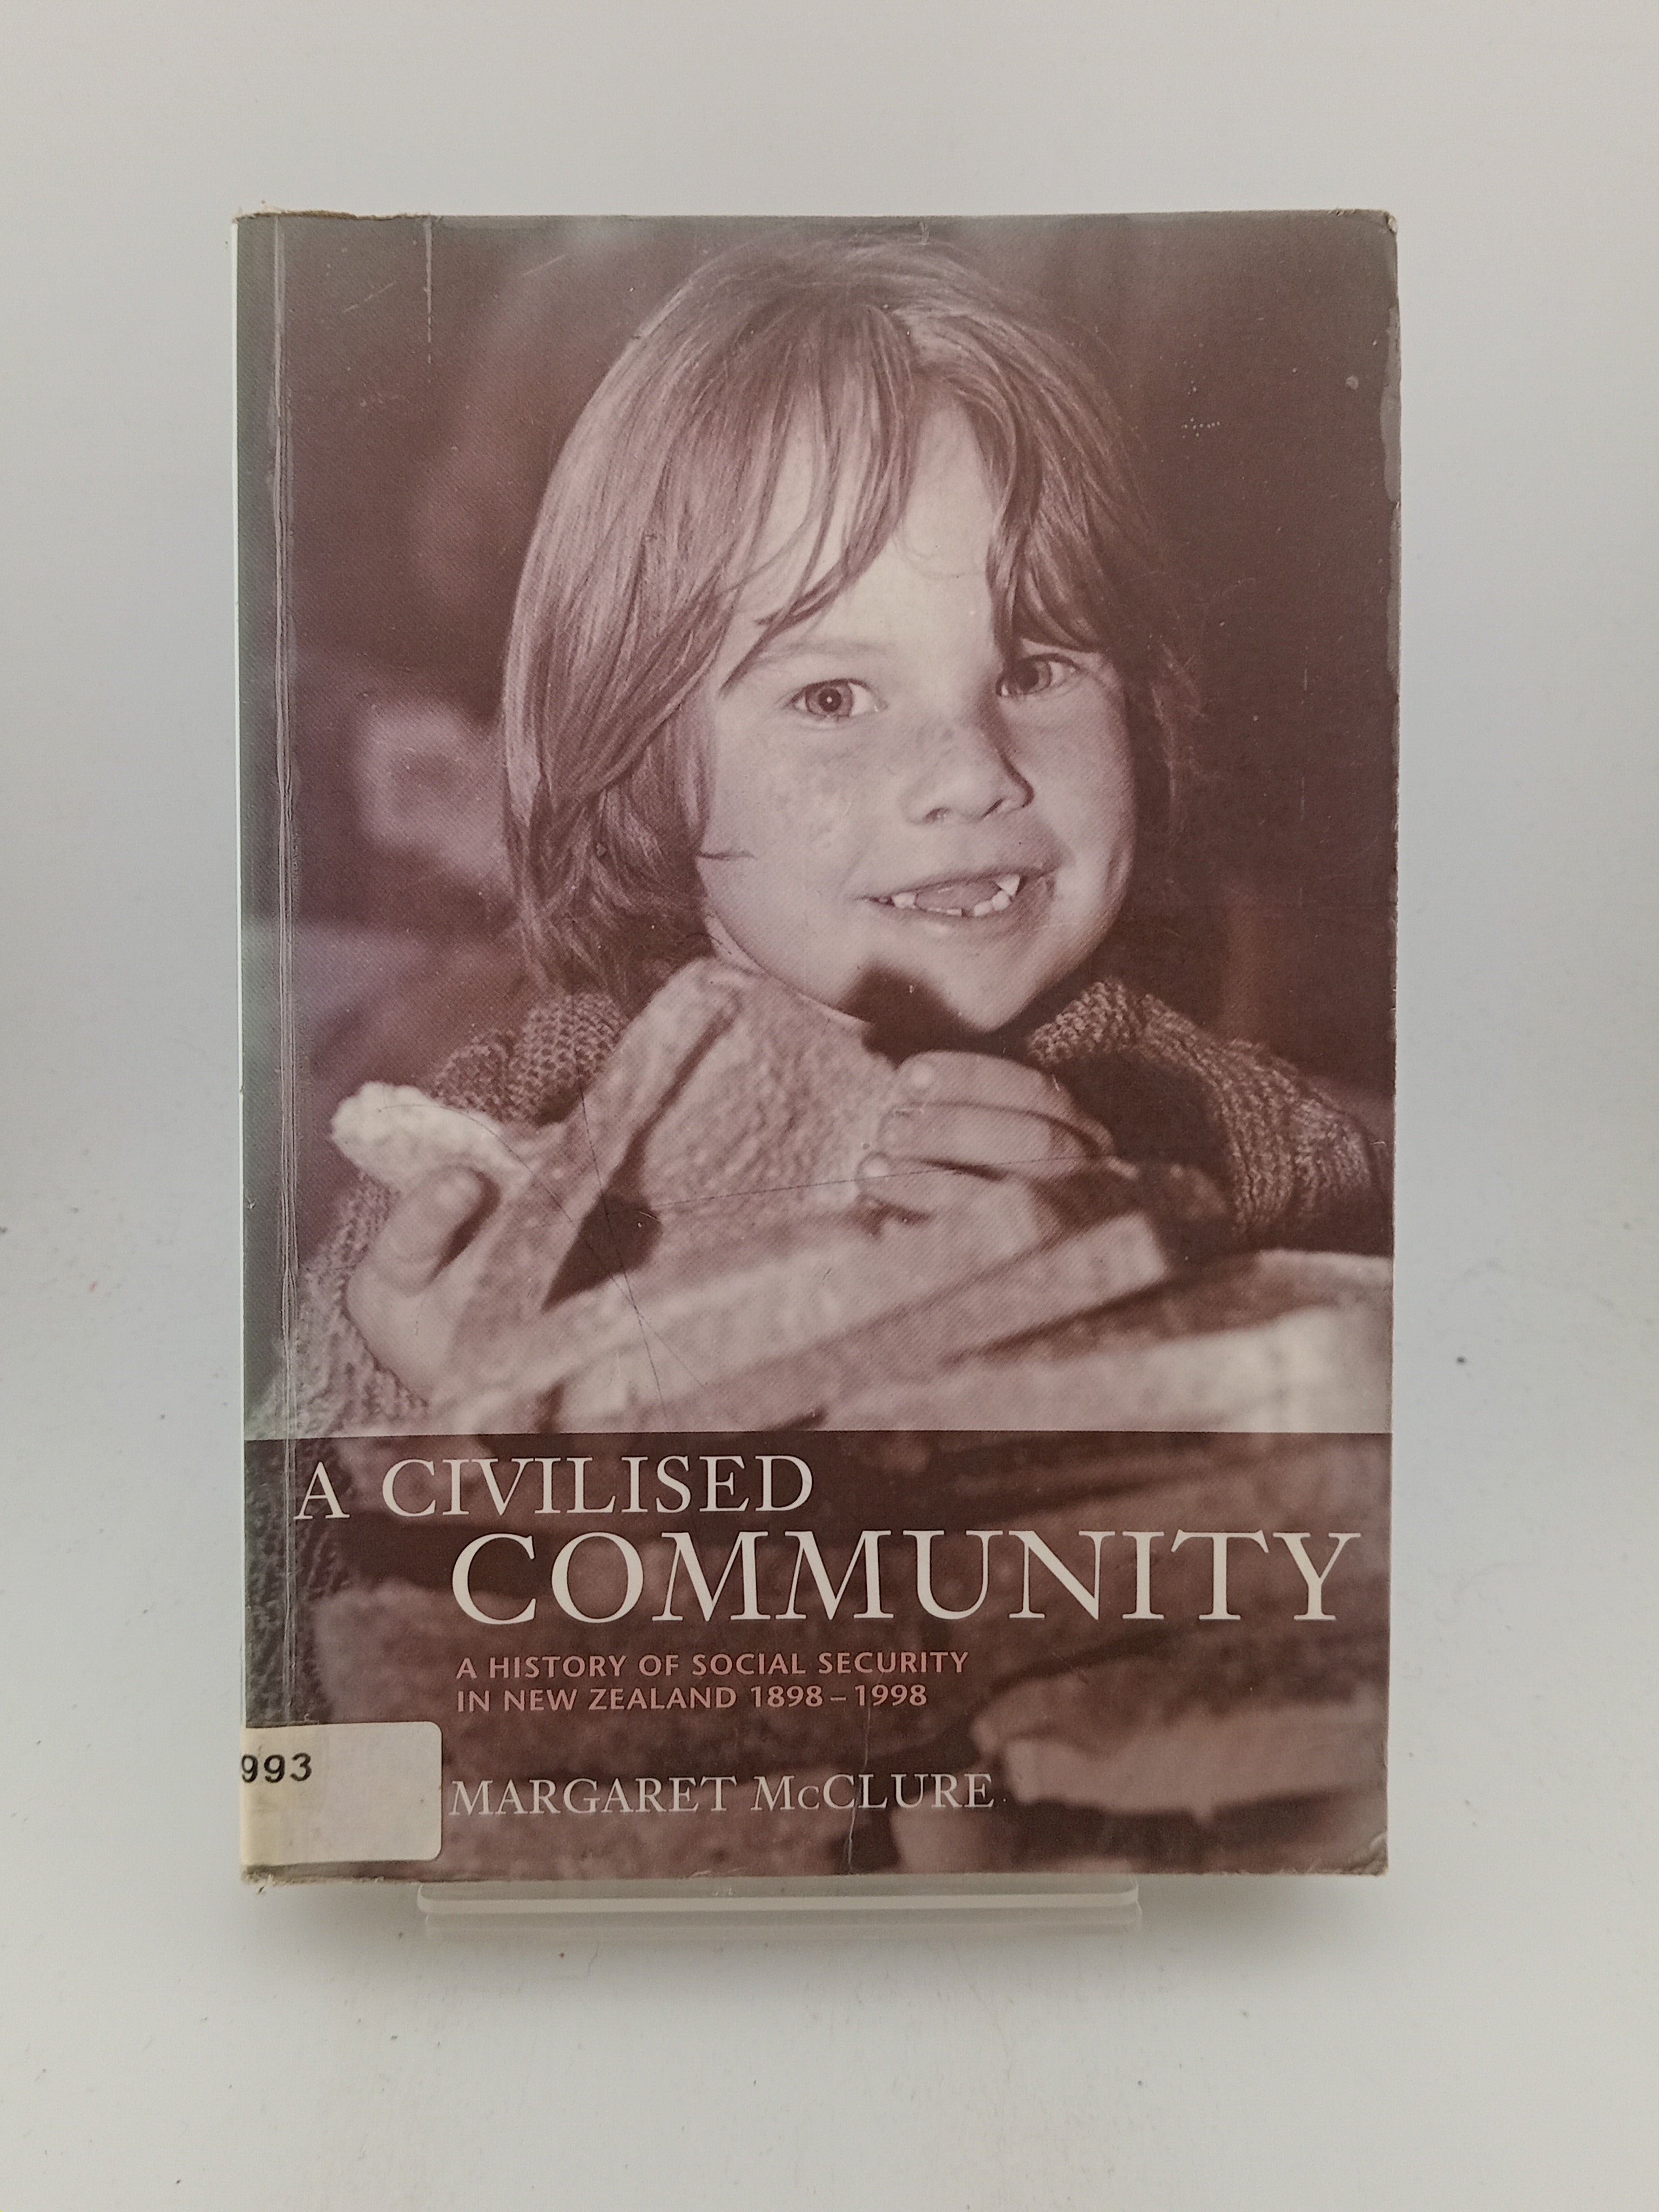 A CIVILISED
COMMUNITY
A HISTORY OF SOCIAL SECURITY
IN NEW ZEALAND 1898–1998
993
MARGARET McCLURE